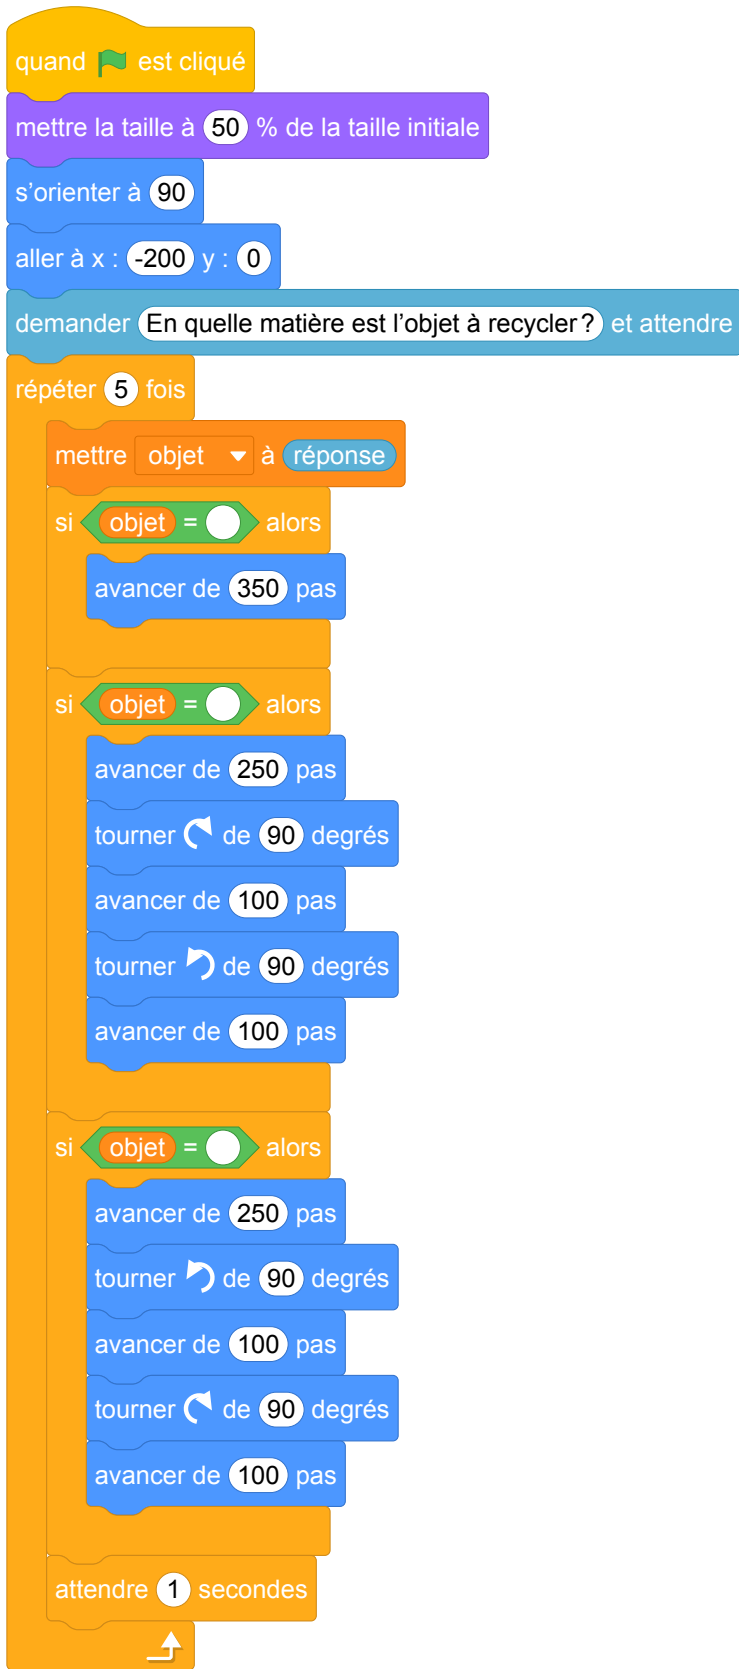 quand est cliqué
mettre la taille à 50 % de la taille initiale
s’orienter à 90
aller à x : -200 y : 0
demander En quelle matière est l’objet à recycler ? et attendre
répéter 5 fois
mettre objet à réponse
si objet = alors
avancer de 350 pas
si objet = alors
avancer de 250 pas
tourner de 90 degrés
avancer de 100 pas
tourner de 90 degrés
avancer de 100 pas
si objet = alors
avancer de 250 pas
tourner de 90 degrés
avancer de 100 pas
tourner de 90 degrés
avancer de 100 pas
attendre 1 secondes